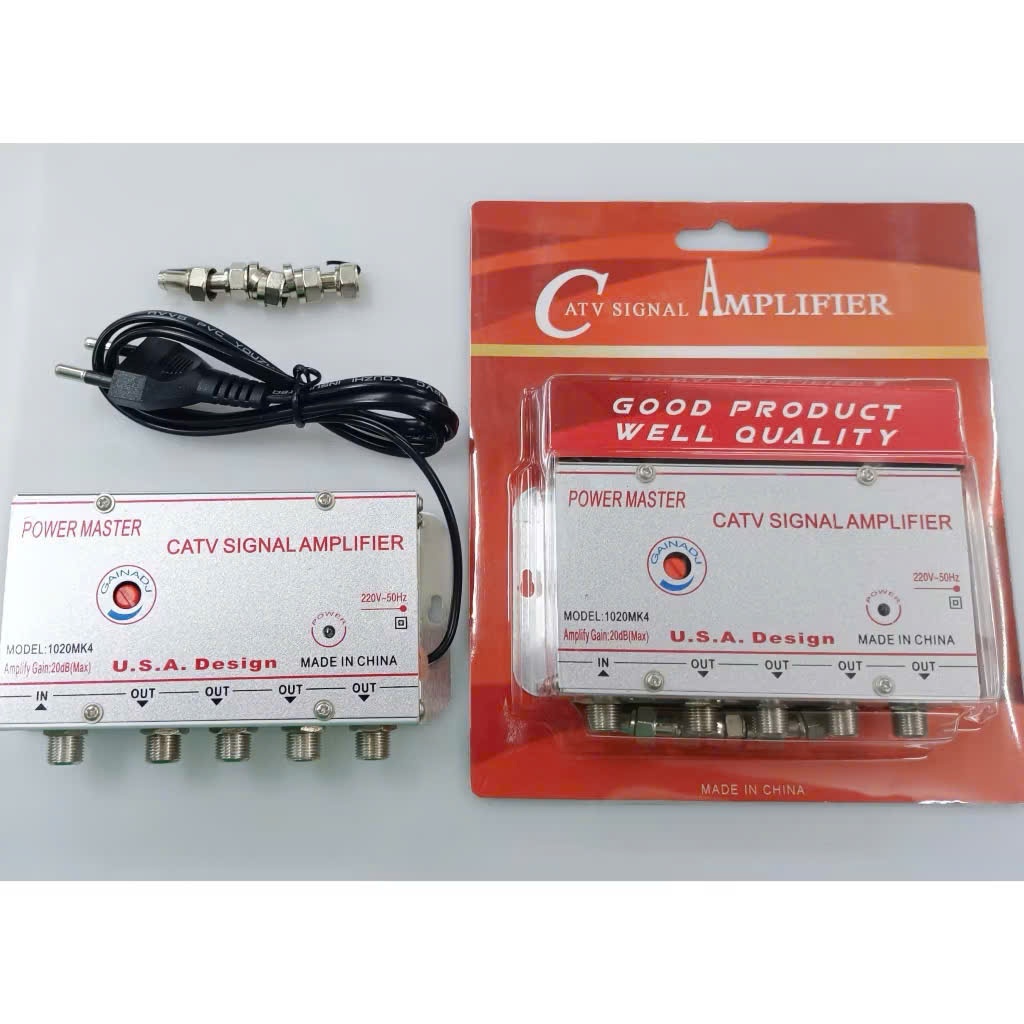 CATV SIGNAL AMPLIFIER
GOOD PRODUCT
WELL QUALITY
POWER MASTER
CATV SIGNAL AMPLIFIER
GAINADJ
220V~50Hz
POWER
MODEL:1020MK4
Amplify Gain:20dB(Max)
U.S.A. Design
MADE IN CHINA
IN
OUT
OUT
OUT
OUT
POWER MASTER
CATV SIGNAL AMPLIFIER
GAINADJ
220V~50Hz
POWER
MODEL:1020MK4
Amplify Gain:20dB(Max)
U.S.A. Design
MADE IN CHINA
IN
OUT
OUT
OUT
OUT
MADE IN CHINA